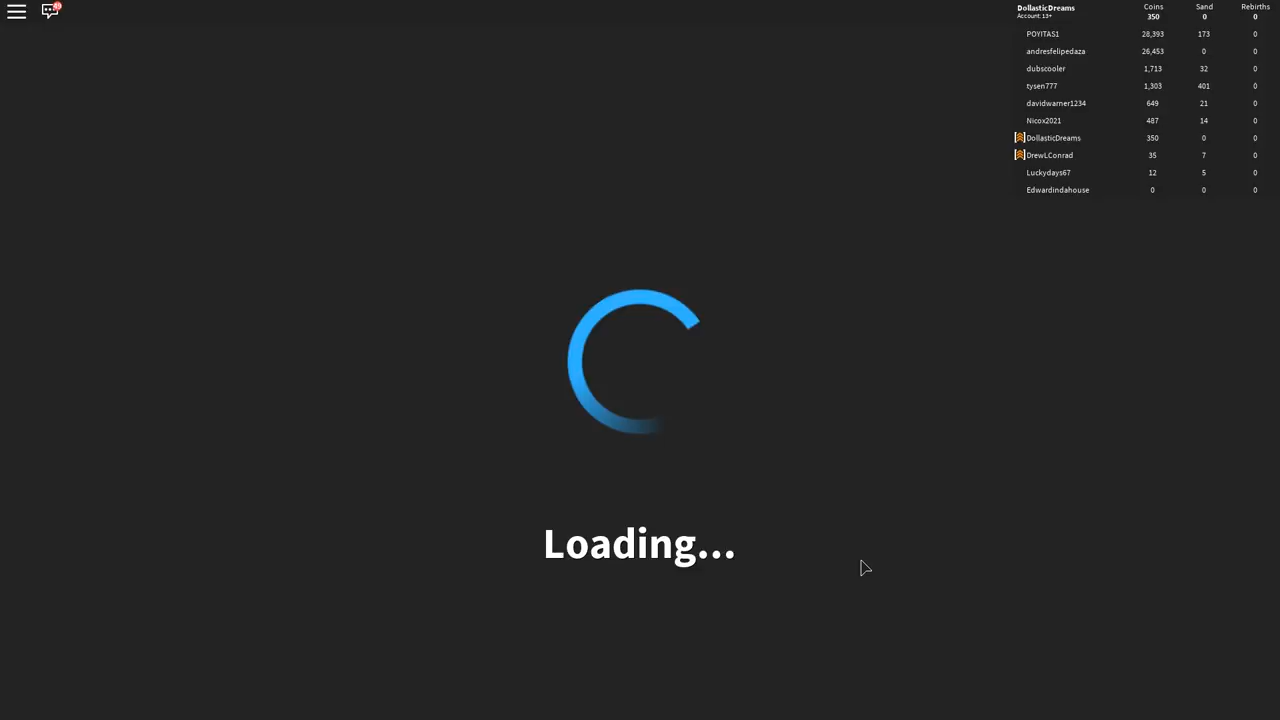 49
DollasticDreams Coins Sand Rebirths
Account: 13+ 350 0 0
POYITAS1 28,393 173 0
andresfelipedaza 26,453 0 0
dubscooler 1,713 32 0
tysen777 1,303 401 0
davidwarner1234 649 21 0
Nicox2021 487 14 0
DollasticDreams 350 0 0
DrewLConrad 35 7 0
Luckydays67 12 5 0
Edwardindahouse 0 0 0
Loading...